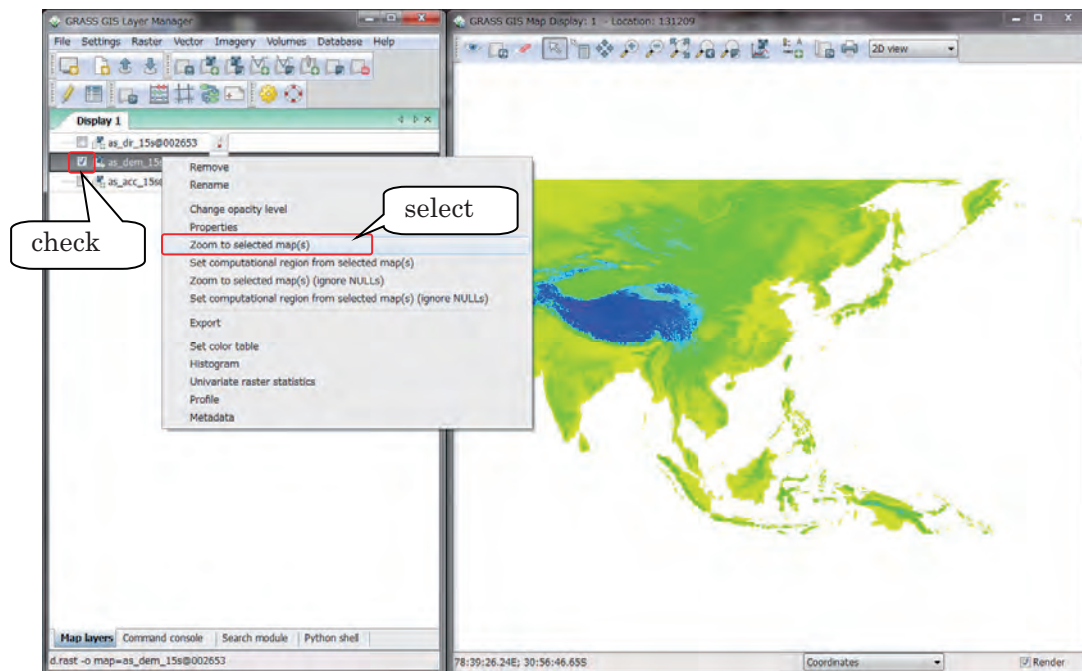 GRASS GIS Layer Manager
File Settings Raster Vector Imagery Volumes Database Help
Display 1
as_dr_15s@002653
as_dem_15s
as_acc_15s@
check
Remove
Rename
Change opacity level
Properties
Zoom to selected map(s)
Set computational region from selected map(s)
Zoom to selected map(s) (ignore NULLs)
Set computational region from selected map(s) (ignore NULLs)
Export
Set color table
Histogram
Univariate raster statistics
Profile
Metadata
select
Map layers Command console Search module Python shell
d.rast -o map=as_dem_15s@002653
GRASS GIS Map Display: 1 - Location: 131209
2D view
78:39:26.24E; 30:56:46.65S
Coordinates
Render